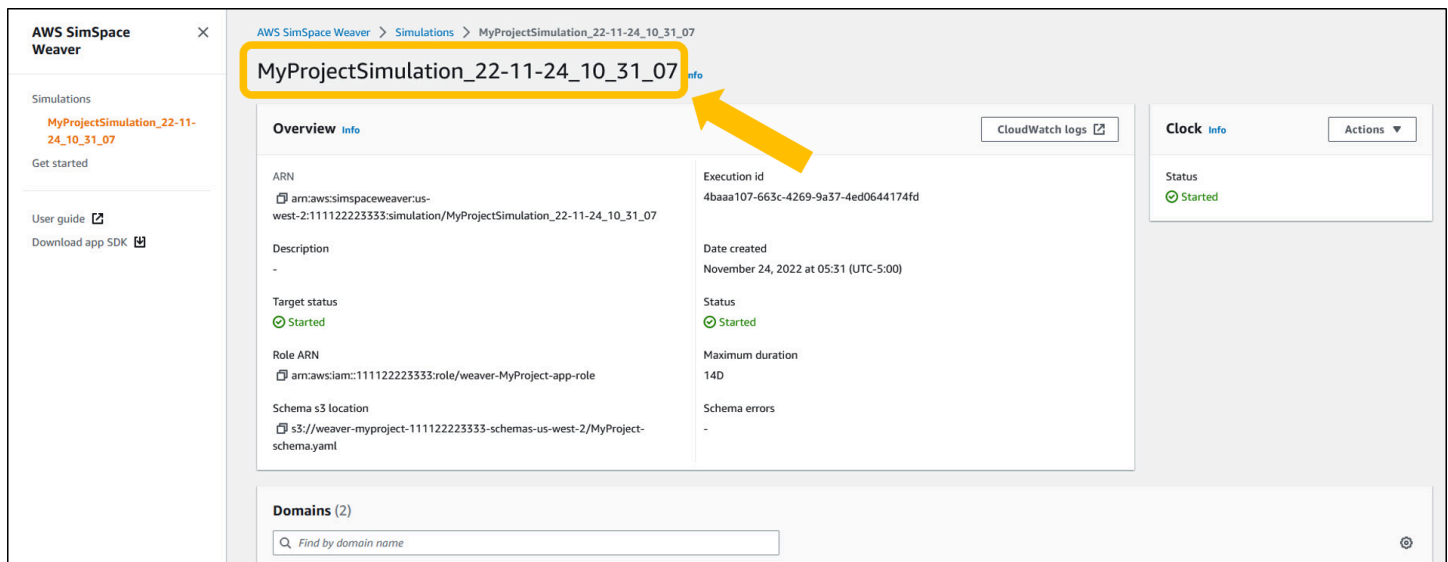 AWS SimSpace
Weaver
Simulations
MyProjectSimulation_22-11-
24_10_31_07
Get started
User guide
Download app SDK
AWS SimSpace Weaver > Simulations > MyProjectSimulation_22-11-24_10_31_07
MyProjectSimulation_22-11-24_10_31_07 nfo
Overview Info
CloudWatch logs
ARN
arn:aws:simspaceweaver:us-
west-2:111122223333:simulation/MyProjectSimulation_22-11-24_10_31_07
Description
-
Target status
Started
Role ARN
arn:aws:iam::111122223333:role/weaver-MyProject-app-role
Schema s3 location
s3://weaver-myproject-111122223333-schemas-us-west-2/MyProject-
schema.yaml
Execution id
4baaa107-663c-4269-9a37-4ed0644174fd
Date created
November 24, 2022 at 05:31 (UTC-5:00)
Status
Started
Maximum duration
14D
Schema errors
-
Clock Info
Actions
Status
Started
Domains (2)
Find by domain name